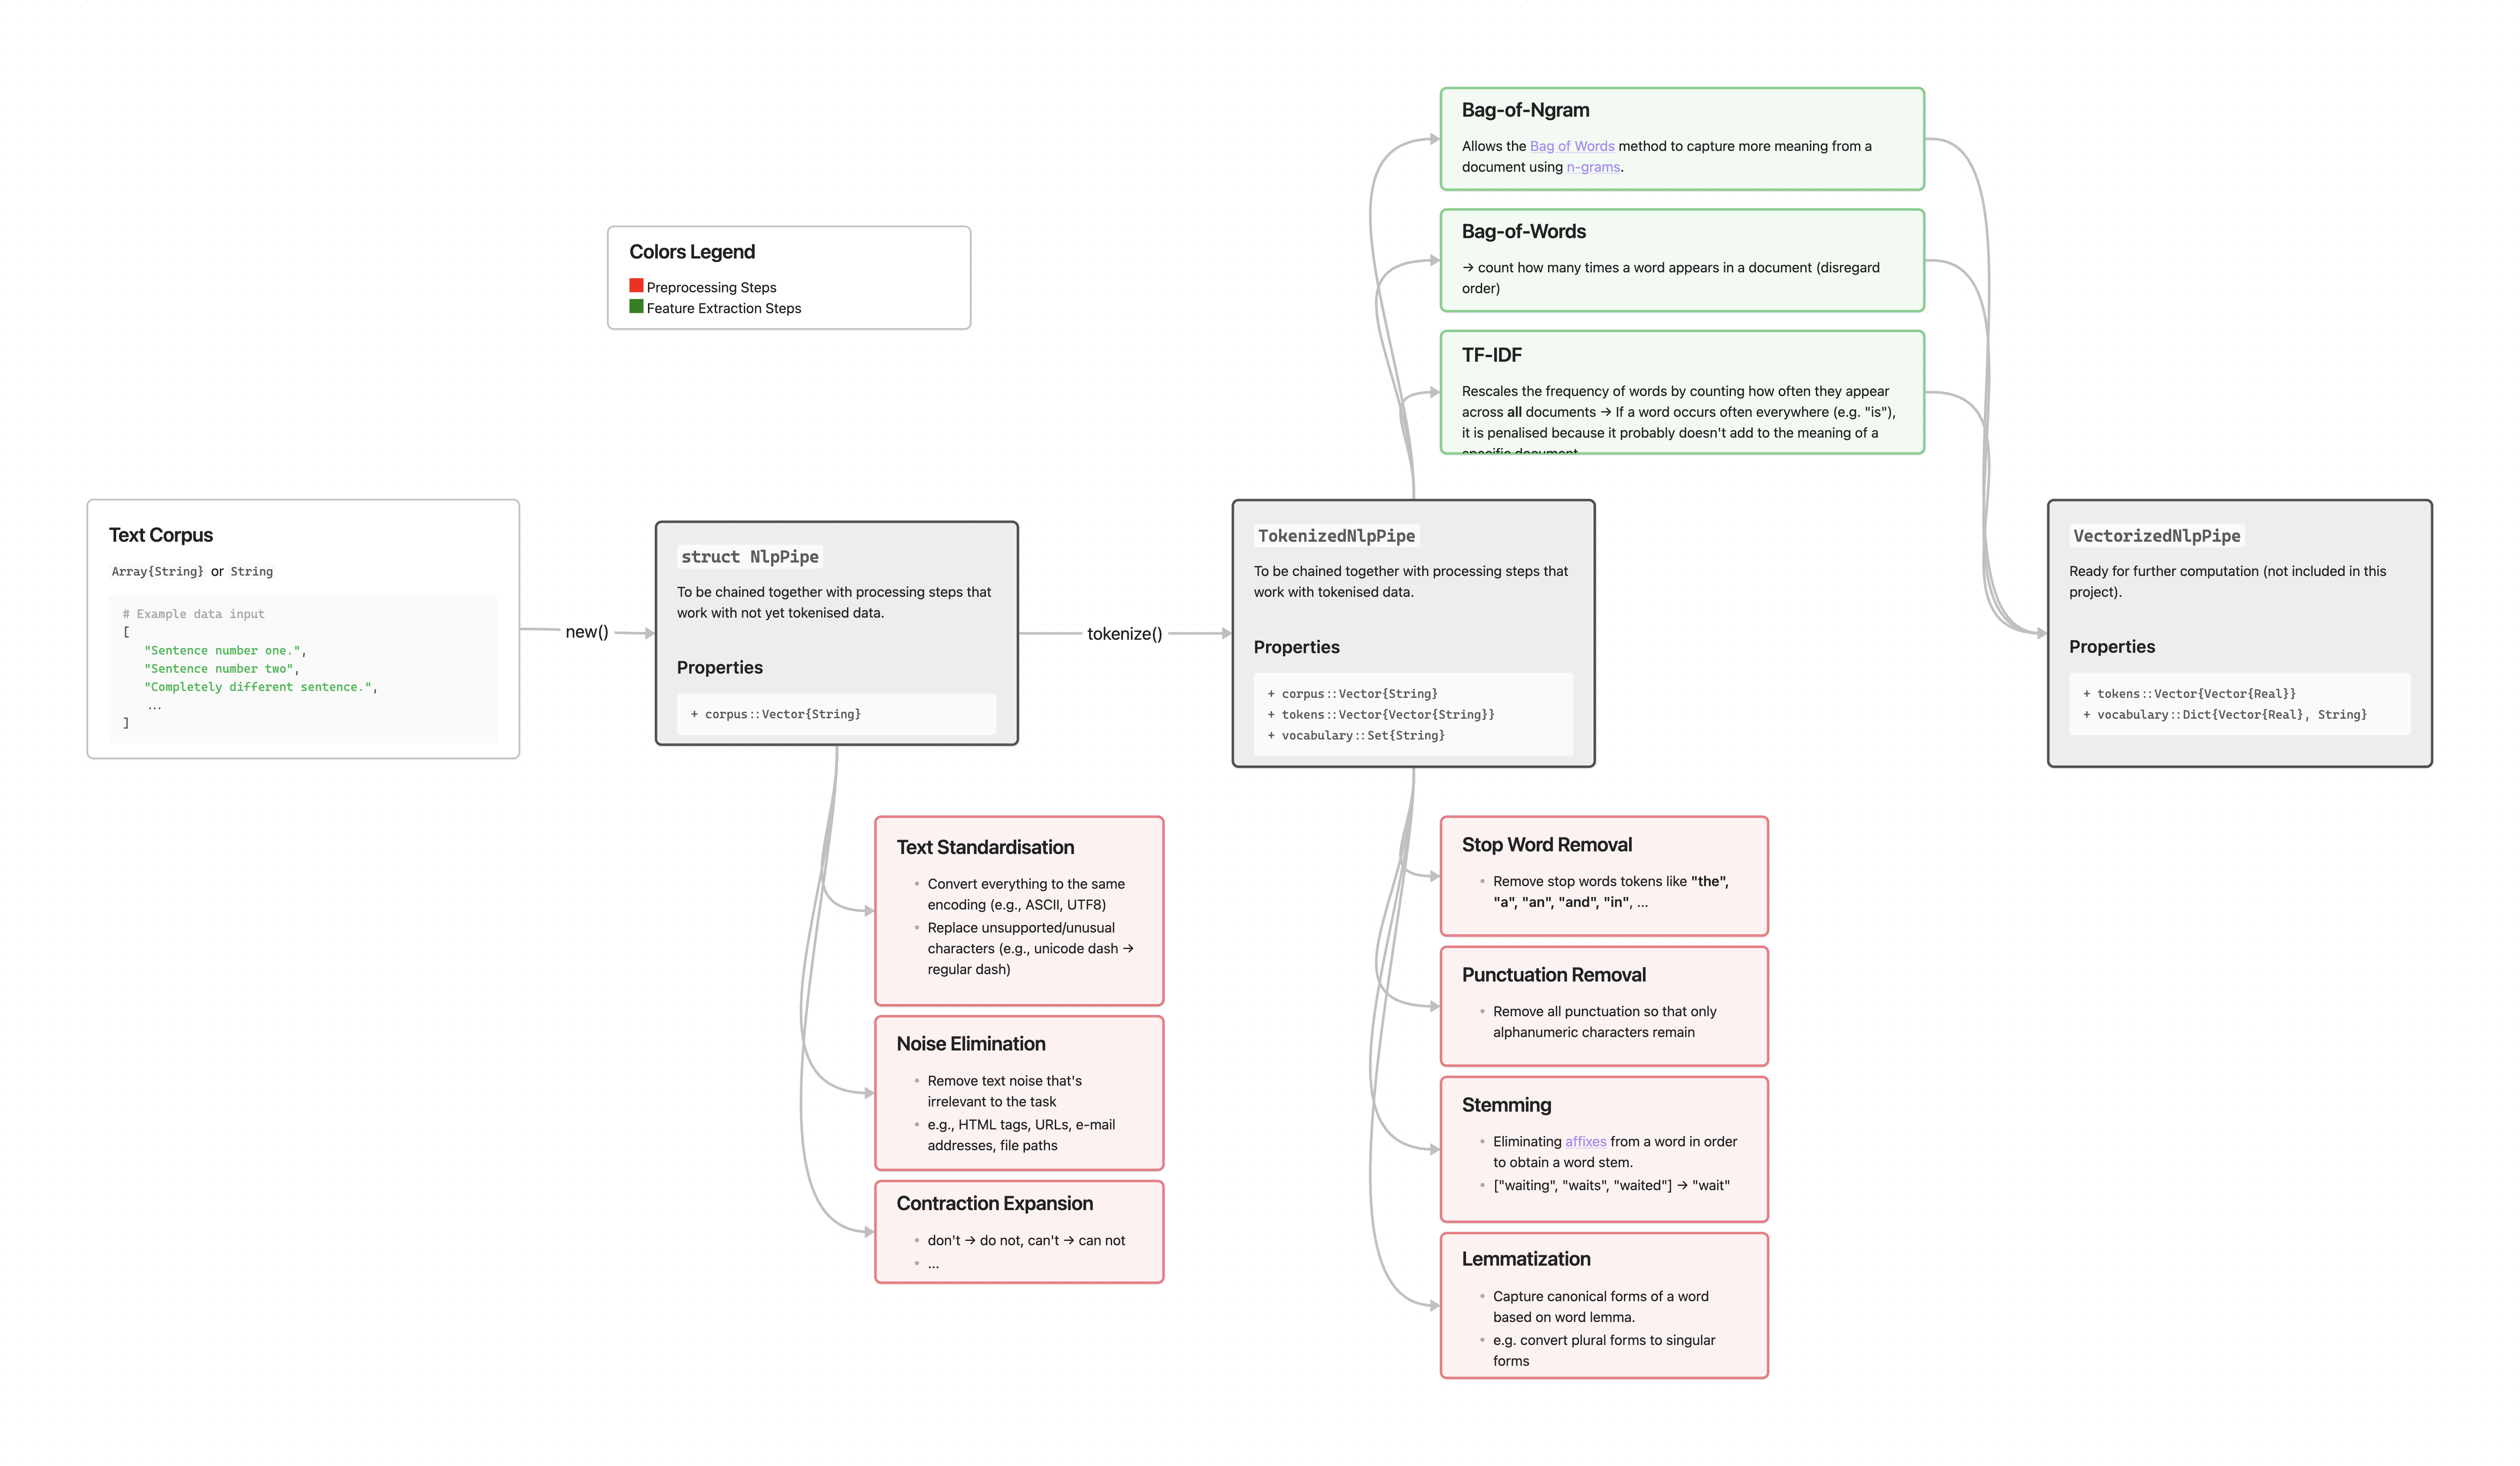 Bag-of-Ngram
Allows the Bag of Words method to capture more meaning from a
document using n-grams.
Bag-of-Words
→ count how many times a word appears in a document (disregard
order)
TF-IDF
Rescales the frequency of words by counting how often they appear
across all documents → If a word occurs often everywhere (e.g. "is"),
it is penalised because it probably doesn't add to the meaning of a
specific document
Colors Legend
Preprocessing Steps
Feature Extraction Steps
Text Corpus
Array{String} or String
# Example data input
[
"Sentence number one.",
"Sentence number two",
"Completely different sentence.",
...
]
new()
struct NlpPipe
To be chained together with processing steps that
work with not yet tokenised data.
Properties
+ corpus::Vector{String}
tokenize()
TokenizedNlpPipe
To be chained together with processing steps that
work with tokenised data.
Properties
+ corpus::Vector{String}
+ tokens::Vector{Vector{String}}
+ vocabulary::Set{String}
VectorizedNlpPipe
Ready for further computation (not included in this
project).
Properties
+ tokens::Vector{Vector{Real}}
+ vocabulary::Dict{Vector{Real}, String}
Text Standardisation
• Convert everything to the same
encoding (e.g., ASCII, UTF8)
• Replace unsupported/unusual
characters (e.g., unicode dash →
regular dash)
Noise Elimination
• Remove text noise that's
irrelevant to the task
• e.g., HTML tags, URLs, e-mail
addresses, file paths
Contraction Expansion
• don't → do not, can't → can not
• ...
Stop Word Removal
• Remove stop words tokens like "the",
"a", "an", "and", "in", ...
Punctuation Removal
• Remove all punctuation so that only
alphanumeric characters remain
Stemming
• Eliminating affixes from a word in order
to obtain a word stem.
• ["waiting", "waits", "waited"] → "wait"
Lemmatization
• Capture canonical forms of a word
based on word lemma.
• e.g. convert plural forms to singular
forms